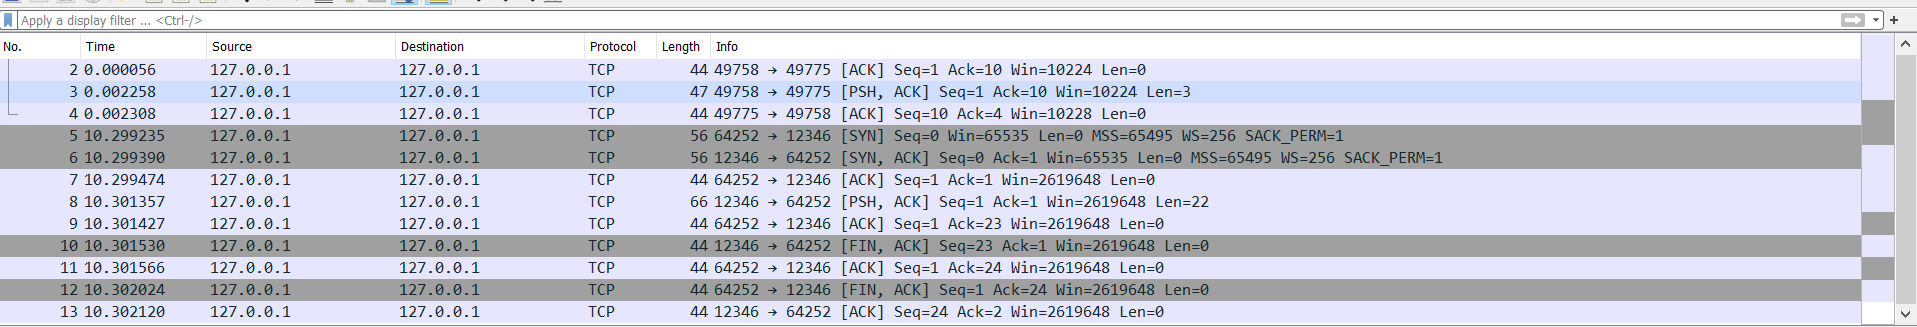 Apply a display filter ... <Ctrl-/>
No. Time Source Destination Protocol Length Info
2 0.000056 127.0.0.1 127.0.0.1 TCP 44 49758 → 49775 [ACK] Seq=1 Ack=10 Win=10224 Len=0
3 0.002258 127.0.0.1 127.0.0.1 TCP 47 49758 → 49775 [PSH, ACK] Seq=1 Ack=10 Win=10224 Len=3
4 0.002308 127.0.0.1 127.0.0.1 TCP 44 49775 → 49758 [ACK] Seq=10 Ack=4 Win=10228 Len=0
5 10.299235 127.0.0.1 127.0.0.1 TCP 56 64252 → 12346 [SYN] Seq=0 Win=65535 Len=0 MSS=65495 WS=256 SACK_PERM=1
6 10.299390 127.0.0.1 127.0.0.1 TCP 56 12346 → 64252 [SYN, ACK] Seq=0 Ack=1 Win=65535 Len=0 MSS=65495 WS=256 SACK_PERM=1
7 10.299474 127.0.0.1 127.0.0.1 TCP 44 64252 → 12346 [ACK] Seq=1 Ack=1 Win=2619648 Len=0
8 10.301357 127.0.0.1 127.0.0.1 TCP 66 12346 → 64252 [PSH, ACK] Seq=1 Ack=1 Win=2619648 Len=22
9 10.301427 127.0.0.1 127.0.0.1 TCP 44 64252 → 12346 [ACK] Seq=1 Ack=23 Win=2619648 Len=0
10 10.301530 127.0.0.1 127.0.0.1 TCP 44 12346 → 64252 [FIN, ACK] Seq=23 Ack=1 Win=2619648 Len=0
11 10.301566 127.0.0.1 127.0.0.1 TCP 44 64252 → 12346 [ACK] Seq=1 Ack=24 Win=2619648 Len=0
12 10.302024 127.0.0.1 127.0.0.1 TCP 44 64252 → 12346 [FIN, ACK] Seq=1 Ack=24 Win=2619648 Len=0
13 10.302120 127.0.0.1 127.0.0.1 TCP 44 12346 → 64252 [ACK] Seq=24 Ack=2 Win=2619648 Len=0